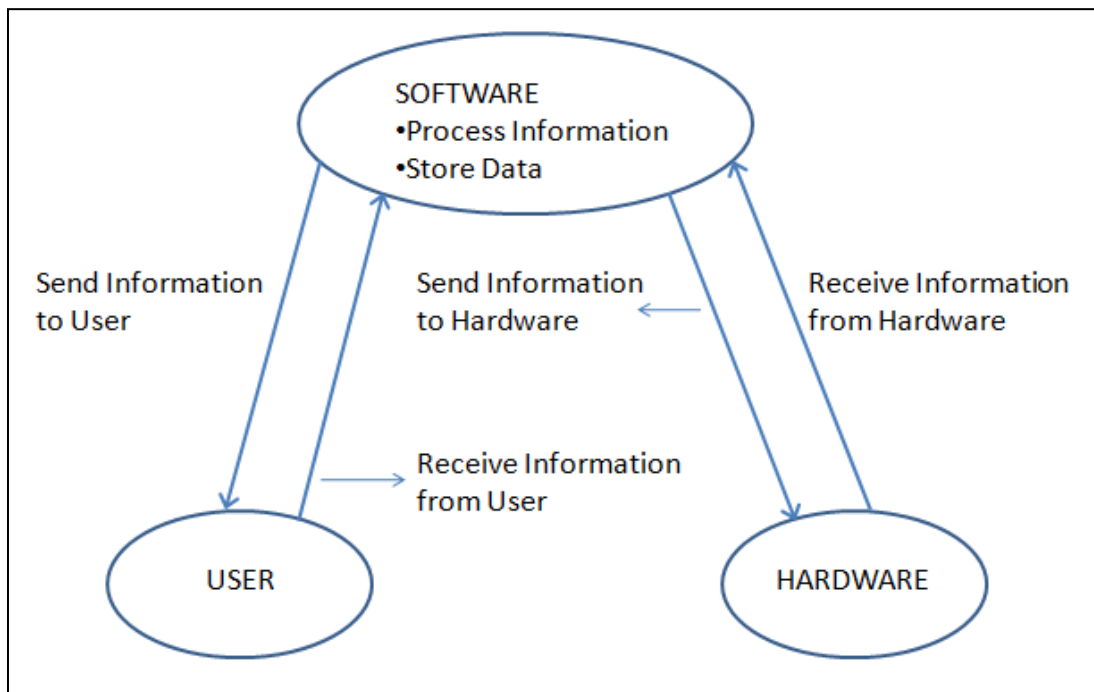 SOFTWARE
•Process Information
•Store Data
Send Information
to User
Send Information
to Hardware
Receive Information
from Hardware
Receive Information
from User
USER
HARDWARE